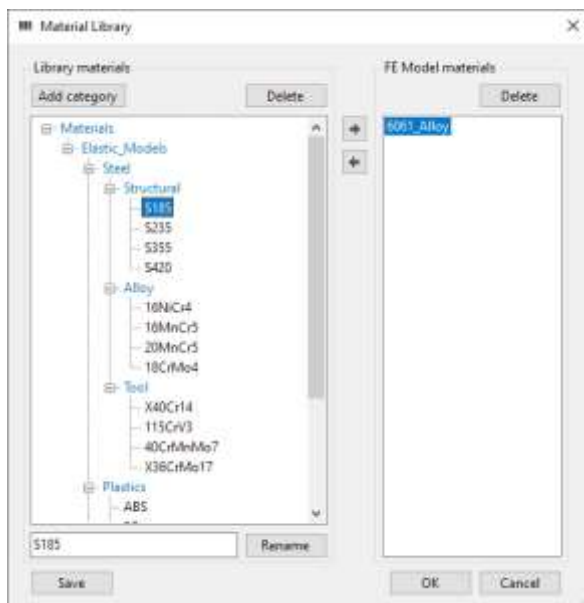 Material Library
Library materials
FE Model materials
Add category
Delete
Delete
Materials
6061_Alloy
Elastic_Models
Steel
Structural
S185
S235
S355
S420
Alloy
16NiCr4
16MnCr5
20MnCr5
18CrMo4
Tool
X40Cr14
115CrV3
40CrMnMo7
X36CrMo17
Plastics
ABS
S185
Rename
Save
OK
Cancel